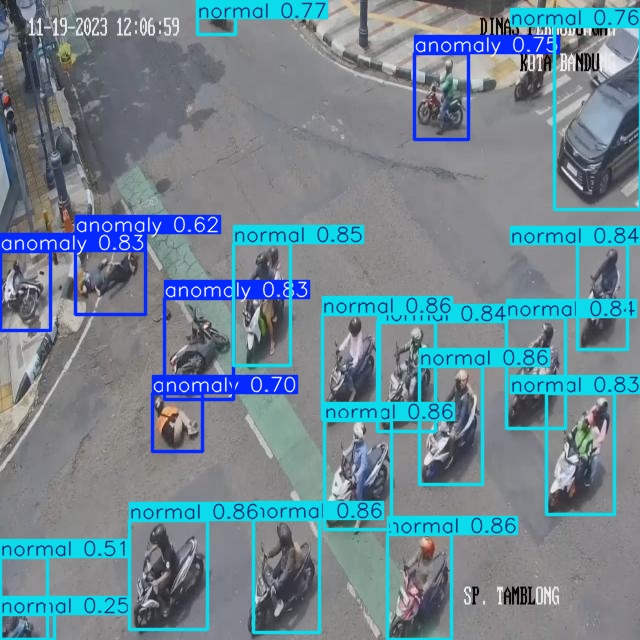 normal 0.77
normal 0.76
11-19-2023 12:06:59
DINAS
anomaly 0.75
KOTA BANDUNG
anomaly 0.62
anomaly 0.83
normal 0.85
normal 0.84
anomaly 0.83
normal 0.86
normal 0.84
normal 0.84
normal 0.86
anomaly 0.70
normal 0.83
normal 0.86
normal 0.86
normal 0.86
normal 0.86
normal 0.51
normal 0.25
SP. TAMBLONG